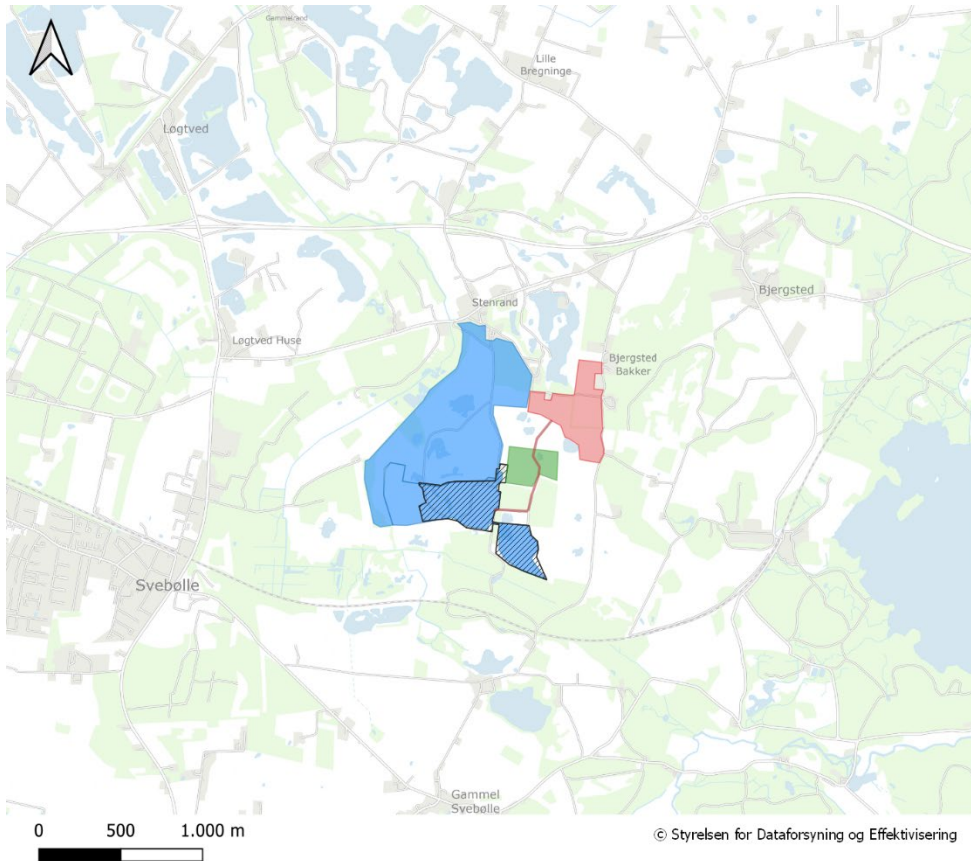 Gammelrand
Lille
Bregninge
Løgtved
Bjergsted
Stenrand
Løgtved Huse
Bjergsted
Bakker
Svebølle
Gammel
Svebølle
0 500 1.000 m
© Styrelsen for Dataforsyning og Effektivisering